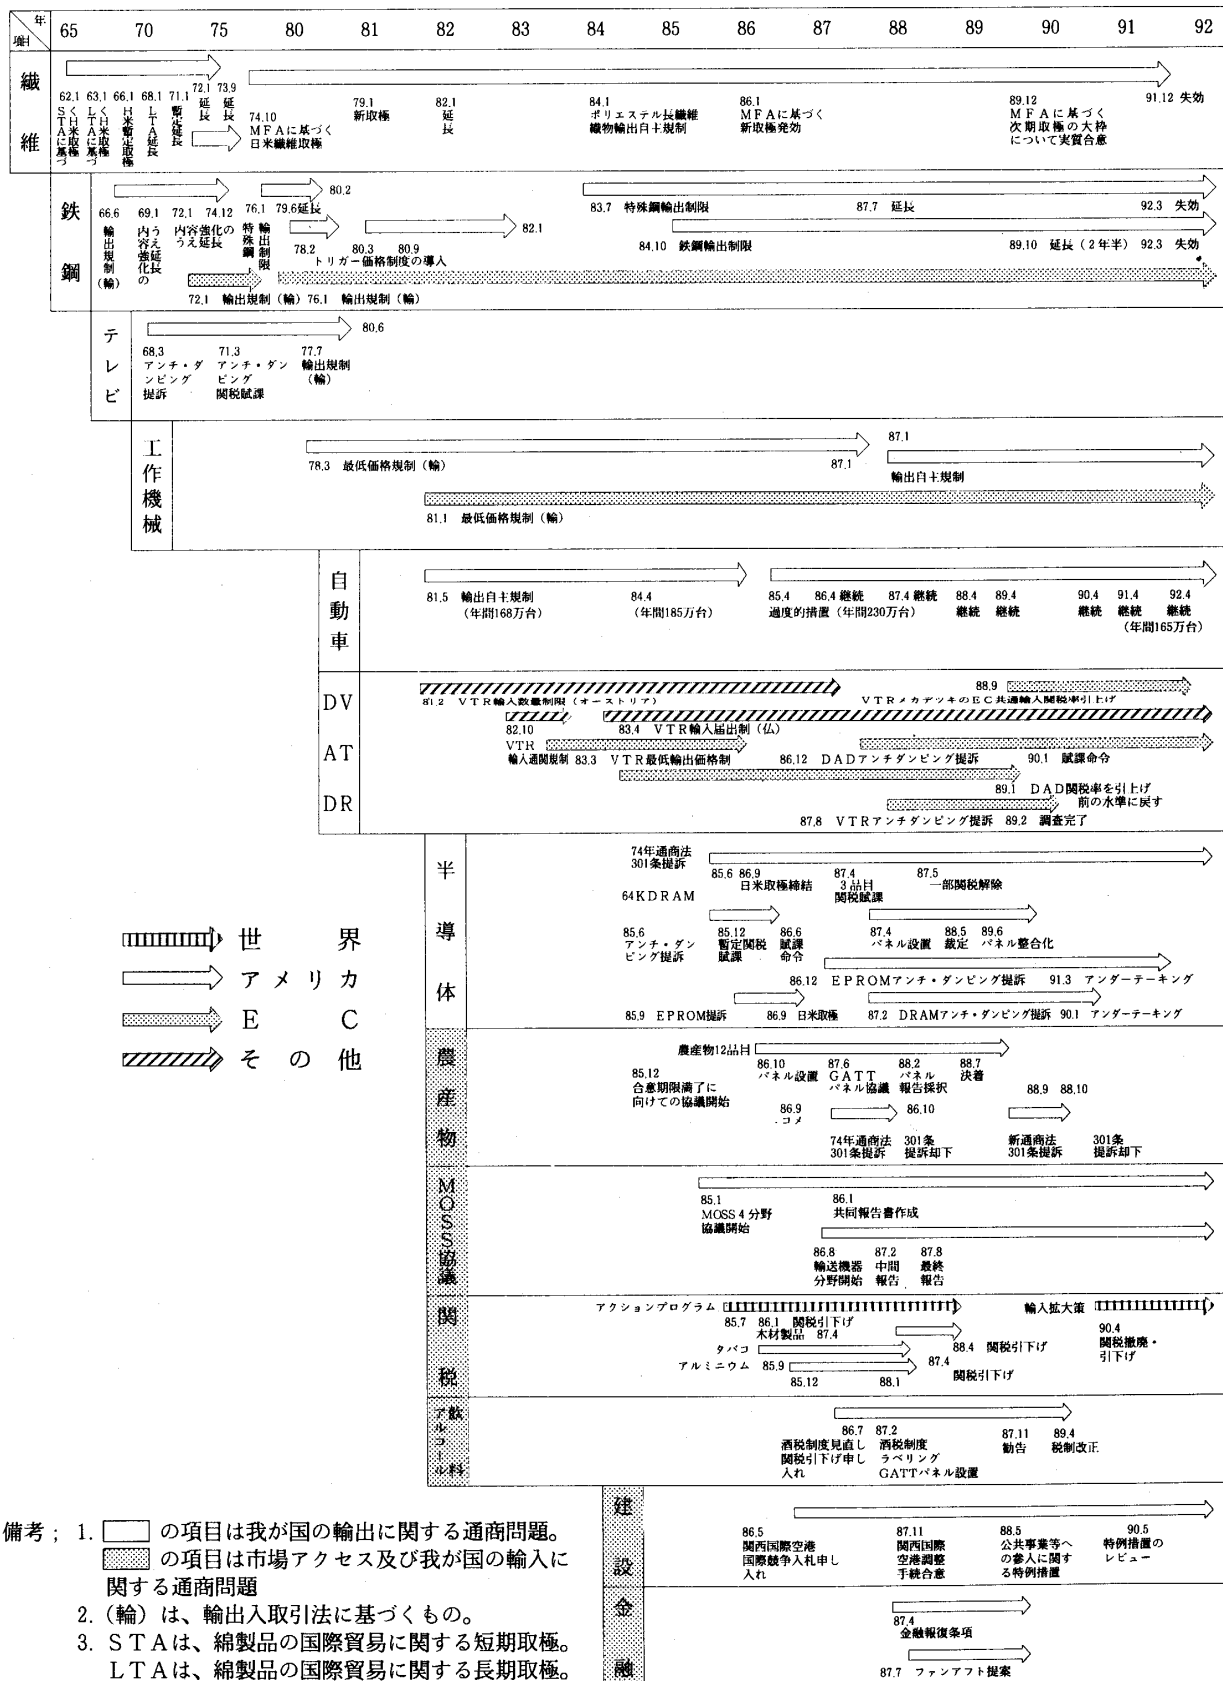 年
項目
65 70 75 80 81 82 83 84 85 86 87 88 89 90 91 92
繊維
62.1 63.1 66.1 68.1 71.1 72.1 73.9
STAに基づく日米取極
LTAに基づく日米取極
日米暫定取極
LTA延長
暫定延長
延長
延長
74.10
MFAに基づく
日米繊維取極
79.1
新取極
82.1
延長
84.1
ポリエステル長繊維
織物輸出自主規制
86.1
MFAに基づく
新取極発効
89.12
MFAに基づく
次期取極の大枠
について実質合意
91.12 失効
鉄鋼
66.6
輸出規制(輸)
69.1
内容強化のうえ延長
72.1 74.12
内容強化の
うえ延長
76.1
特殊鋼輸出制限
79.6延長
80.2
78.2 80.3 80.9
トリガー価格制度の導入
82.1
83.7 特殊鋼輸出制限
87.7 延長
92.3 失効
84.10 鉄鋼輸出制限
89.10 延長(2年半) 92.3 失効
72.1 輸出規制(輸) 76.1 輸出規制(輸)
テレビ
80.6
68.3
アンチ・ダ
ンピング
提訴
71.3
アンチ・ダン
ピング
関税賦課
77.7
輸出規制
(輸)
工作機械
78.3 最低価格規制(輸)
87.1
87.1
輸出自主規制
81.1 最低価格規制(輸)
自動車
81.5 輸出自主規制
(年間168万台)
84.4
(年間185万台)
85.4 86.4 継続 87.4 継続
過度的措置(年間230万台)
88.4
継続
89.4
継続
90.4
継続
91.4
継続
92.4
継続
(年間165万台)
DV
AT
DR
81.2 VTR輸入数量制限(オーストリア)
88.9
VTRメカデッキのEC共通輸入関税率引上げ
82.10
VTR
輸入通関規制
83.4 VTR輸入届出制(仏)
83.3 VTR最低輸出価格制
86.12 DADアンチダンピング提訴
90.1 賦課命令
89.1 DAD関税率を引上げ
前の水準に戻す
87.8 VTRアンチダンピング提訴 89.2 調査完了
半導体
74年通商法
301条提訴
85.6 86.9
日米取極締結
87.4
3品目
関税賦課
87.5
一部関税解除
64KDRAM
85.6
アンチ・ダン
ピング提訴
85.12
暫定関税
賦課
86.6
賦課
命令
87.4
パネル設置
88.5
裁定
89.6
パネル整合化
86.12 EPROMアンチ・ダンピング提訴 91.3 アンダーテーキング
85.9 EPROM提訴 86.9 日米取極
87.2 DRAMアンチ・ダンピング提訴 90.1 アンダーテーキング
世界
アメリカ
EC
その他
農産物
農産物12品目
85.12
合意期限満了に
向けての協議開始
86.10
パネル設置
87.6
GATT
パネル協議
88.2
パネル
報告採択
88.7
決着
86.9
コメ
86.10
88.9 88.10
74年通商法
301条提訴
301条
提訴却下
新通商法
301条提訴
301条
提訴却下
MOSS協議
85.1
MOSS4分野
協議開始
86.1
共同報告書作成
86.8
輸送機器
分野開始
87.2
中間
報告
87.8
最終
報告
関税
アクションプログラム
輸入拡大策
85.7 86.1 関税引下げ
木材製品 87.4
88.4 関税引下げ
90.4
関税撤廃・
引下げ
タバコ
アルミニウム 85.9
87.4
関税引下げ
85.12 88.1
アルコール飲料
86.7
酒税制度見直し
関税引下げ申し
入れ
87.2
酒税制度
ラベリング
GATTパネル設置
87.11
勧告
89.4
税制改正
建設
86.5
関西国際空港
国際競争入札申し
入れ
87.11
関西国際
空港調整
手続合意
88.5
公共事業等へ
の参入に関す
る特例措置
90.5
特例措置の
レビュー
金融
87.4
金融報復条項
87.7 ファンアフト提案
備考;1. の項目は我が国の輸出に関する通商問題。
の項目は市場アクセス及び我が国の輸入に
関する通商問題
2.(輸)は、輸出入取引法に基づくもの。
3. STAは、綿製品の国際貿易に関する短期取極。
LTAは、綿製品の国際貿易に関する長期取極。